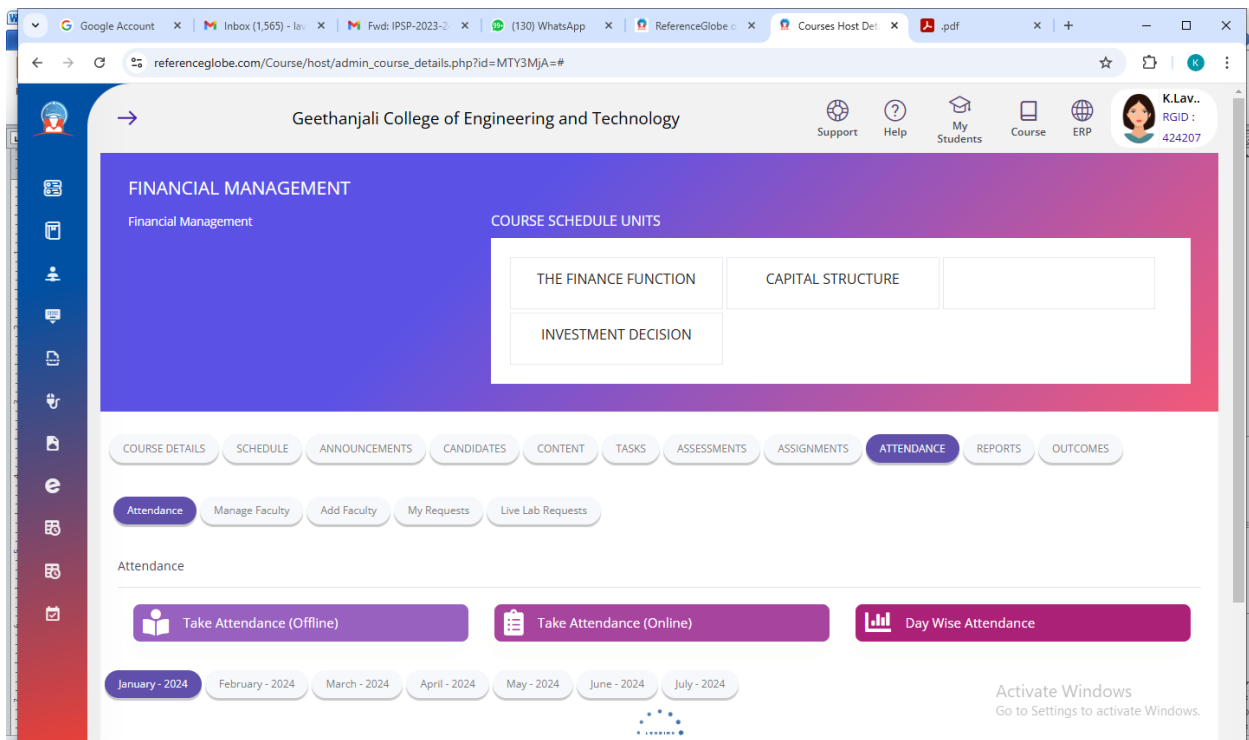 Google Account
Inbox (1,565) - lav
Fwd: IPSP-2023-2
(130) WhatsApp
ReferenceGlobe o
Courses Host Det
.pdf
referenceglobe.com/Course/host/admin_course_details.php?id=MTY3MjA=#
K
Geethanjali College of Engineering and Technology
Support
Help
My
Students
Course
ERP
K.Lav..
RGID :
424207
FINANCIAL MANAGEMENT
Financial Management
COURSE SCHEDULE UNITS
THE FINANCE FUNCTION
CAPITAL STRUCTURE
INVESTMENT DECISION
COURSE DETAILS
SCHEDULE
ANNOUNCEMENTS
CANDIDATES
CONTENT
TASKS
ASSESSMENTS
ASSIGNMENTS
ATTENDANCE
REPORTS
OUTCOMES
Attendance
Manage Faculty
Add Faculty
My Requests
Live Lab Requests
Attendance
Take Attendance (Offline)
Take Attendance (Online)
Day Wise Attendance
January - 2024
February - 2024
March - 2024
April - 2024
May - 2024
June - 2024
July - 2024
LOADING
Activate Windows
Go to Settings to activate Windows.